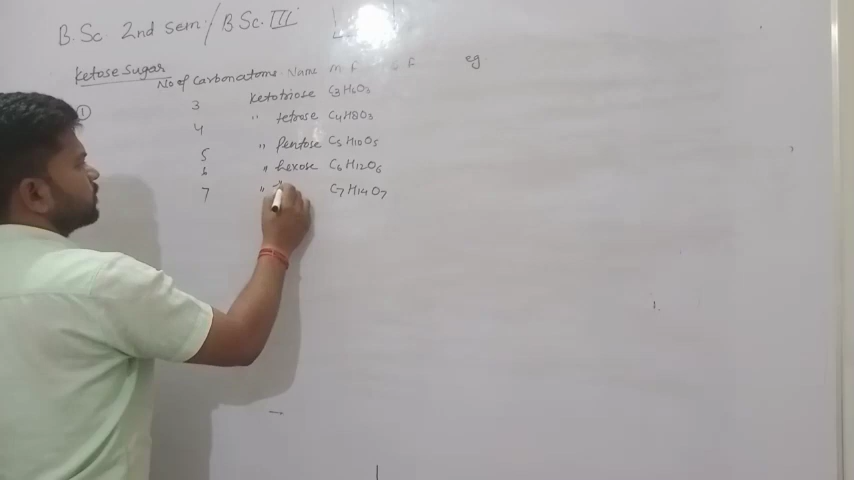 B.Sc 2nd sem./B.Sc.III
Ketose Sugar
No of Carbonatoms Name m.f f eg
① 3 Ketotriose C3H6O3
4 " tetrose C4H8O3
5 " Pentose C5H10O5
6 " hexose C6H12O6
7 " C7H14O7